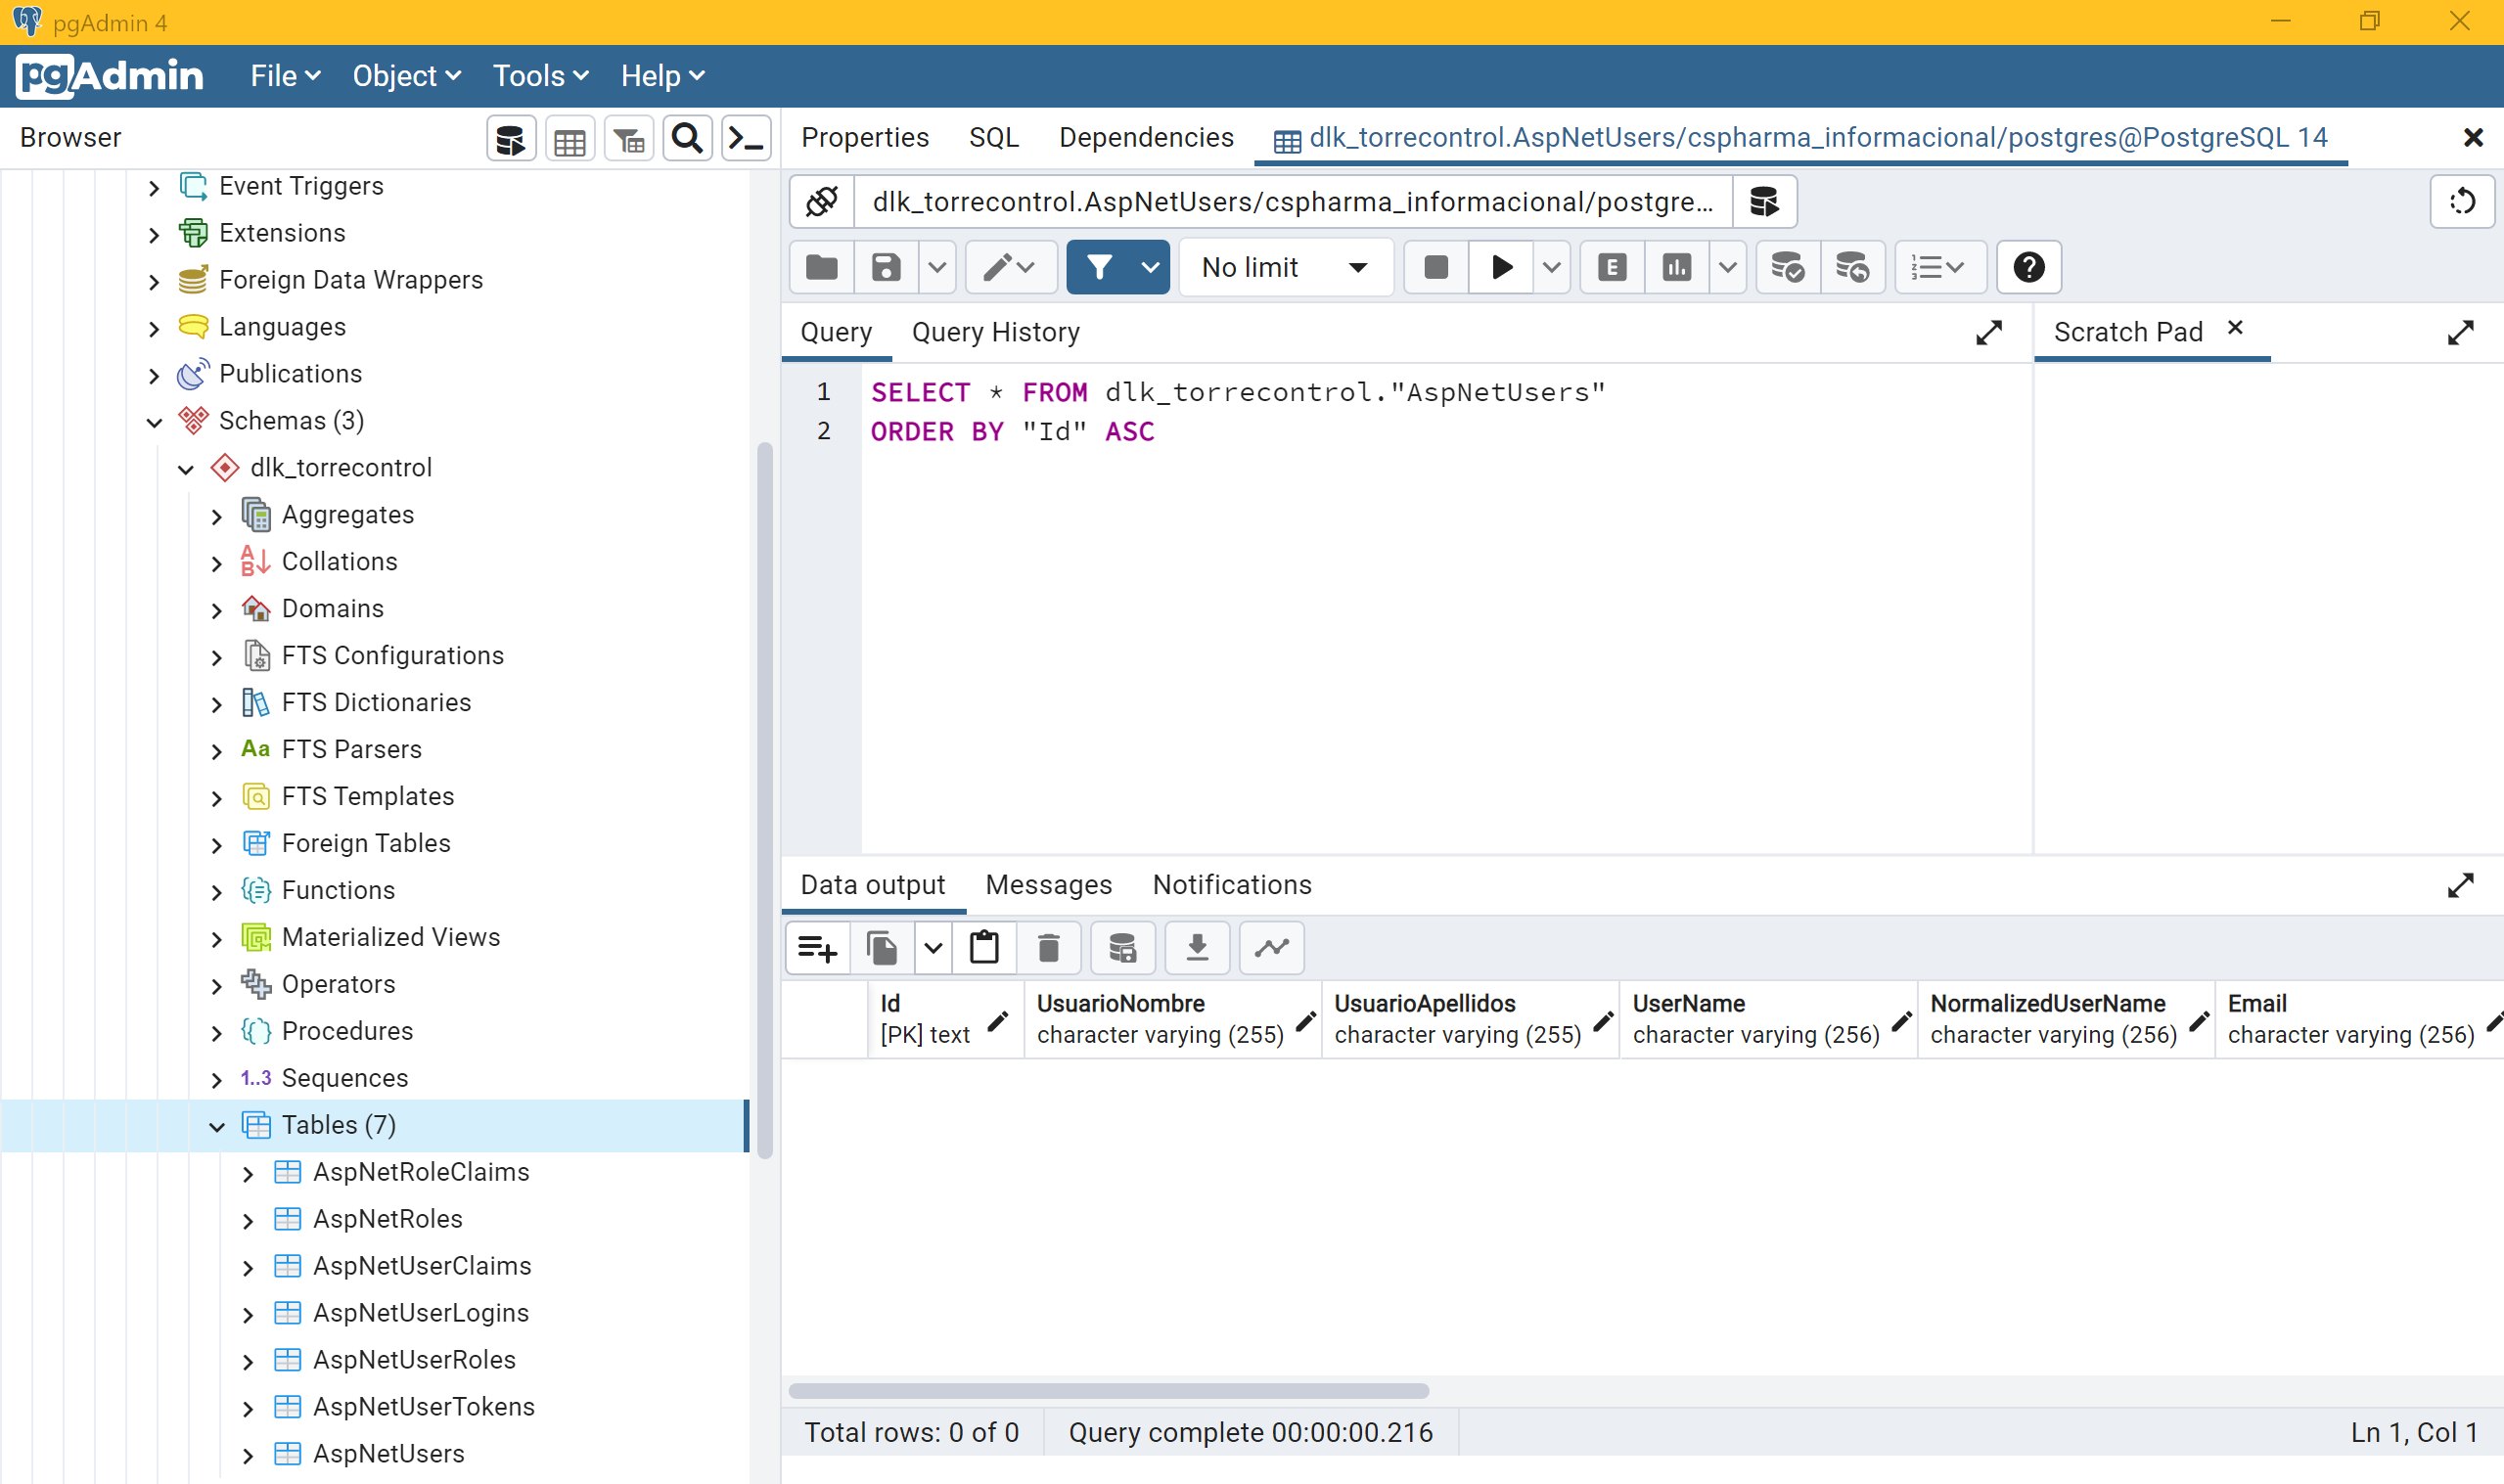 pgAdmin 4
pgAdmin File Object Tools Help
Browser
Properties SQL Dependencies dlk_torrecontrol.AspNetUsers/cspharma_informacional/postgres@PostgreSQL 14
Event Triggers
Extensions
Foreign Data Wrappers
Languages
Publications
Schemas (3)
dlk_torrecontrol
Aggregates
Collations
Domains
FTS Configurations
FTS Dictionaries
Aa FTS Parsers
FTS Templates
Foreign Tables
Functions
Materialized Views
Operators
Procedures
1..3 Sequences
Tables (7)
AspNetRoleClaims
AspNetRoles
AspNetUserClaims
AspNetUserLogins
AspNetUserRoles
AspNetUserTokens
AspNetUsers
dlk_torrecontrol.AspNetUsers/cspharma_informacional/postgre...
No limit E
Query Query History
Scratch Pad
1 SELECT * FROM dlk_torrecontrol."AspNetUsers"
2 ORDER BY "Id" ASC
Data output Messages Notifications
Id UsuarioNombre UsuarioApellidos UserName NormalizedUserName Email
[PK] text character varying (255) character varying (255) character varying (256) character varying (256) character varying (256)
Total rows: 0 of 0 Query complete 00:00:00.216 Ln 1, Col 1